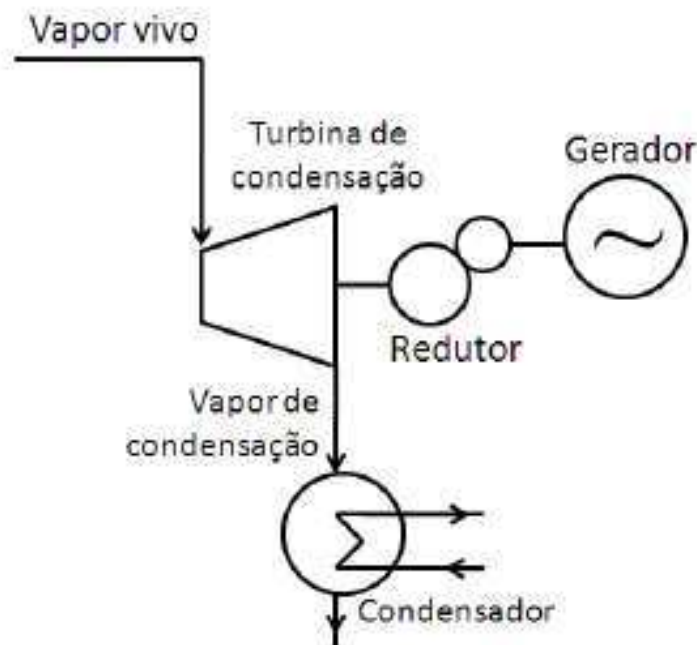 Vapor vivo
Turbina de
condensação
Gerador
Redutor
Vapor de
condensação
Condensador